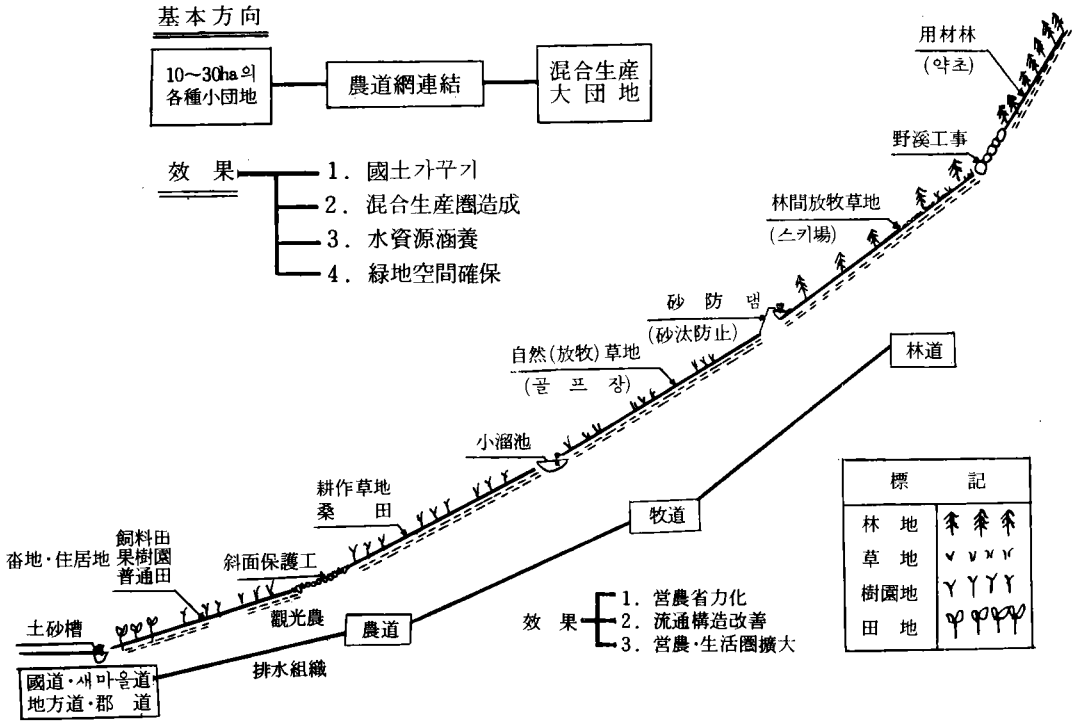 基本方向
10～30ha의
各種小団地
農道網連結
混合生産
大団地
效果
1. 國土가꾸기
2. 混合生産圈造成
3. 水資源涵養
4. 緑地空間確保
用材林
(약초)
野溪工事
林間放牧草地
(스키場)
砂防댐
(砂汰防止)
自然(放牧)草地
(골프장)
小溜池
耕作草地
桑田
斜面保護工
飼料田
果樹園
普通田
畓地·住居地
土砂槽
觀光農
國道·새마을道
地方道·郡道
排水組織
農道
牧道
林道
效果
1. 営農省力化
2. 流通構造改善
3. 営農·生活圈擴大
標記
林地
草地
樹園地
田地